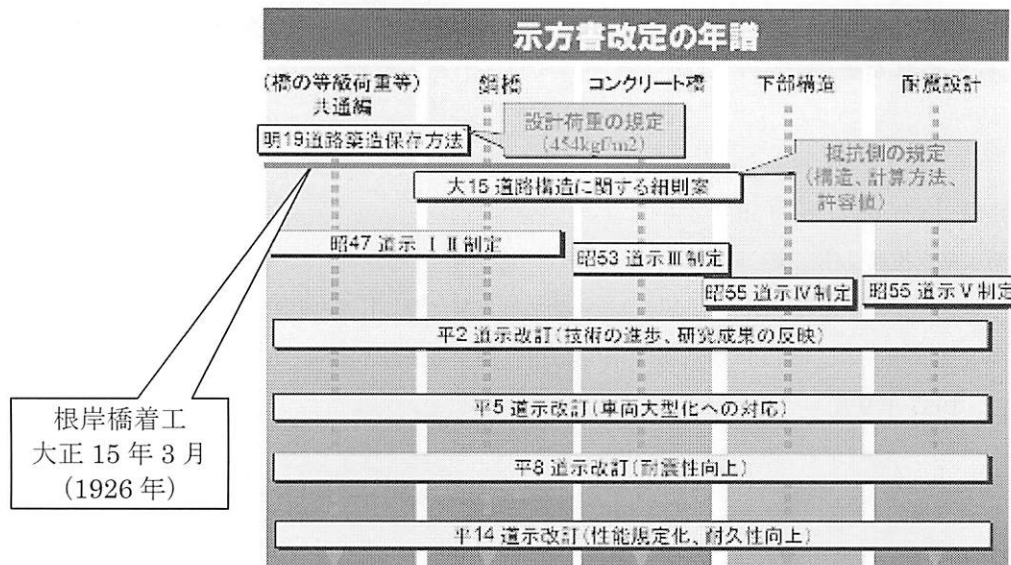 示方書改定の年譜
(橋の等級荷重等)
共通編
鋼橋
コンクリート橋
下部構造
耐震設計
明19道路築造保存方法
設計荷重の規定
(454kgf/m2)
大15 道路構造に関する細則案
抵抗側の規定
(構造、計算方法、
許容値)
昭47 道示 I II制定
昭53 道示III制定
昭55 道示IV制定
昭55 道示V制定
平2 道示改訂(技術の進歩、研究成果の反映)
平5 道示改訂(車両大型化への対応)
平8 道示改訂(耐震性向上)
平14 道示改訂(性能規定化、耐久性向上)
根岸橋着工
大正 15 年 3 月
(1926 年)